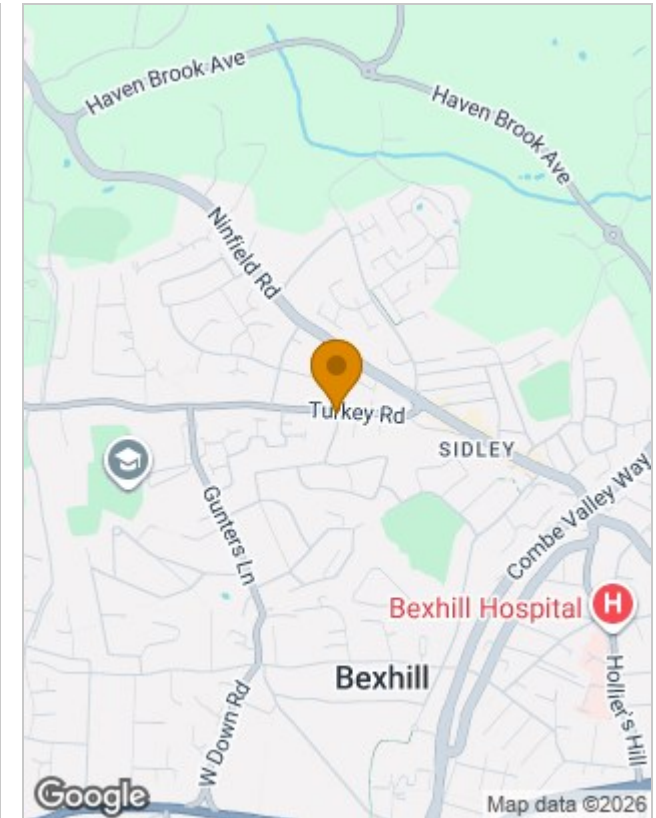 Haven Brook Ave
Haven Brook Ave
Ninfield Rd
Turkey Rd
SIDLEY
Gunters Ln
Combe Valley Way
Bexhill Hospital
H
Hollier's Hill
Bexhill
W Down Rd
Google
Map data ©2026